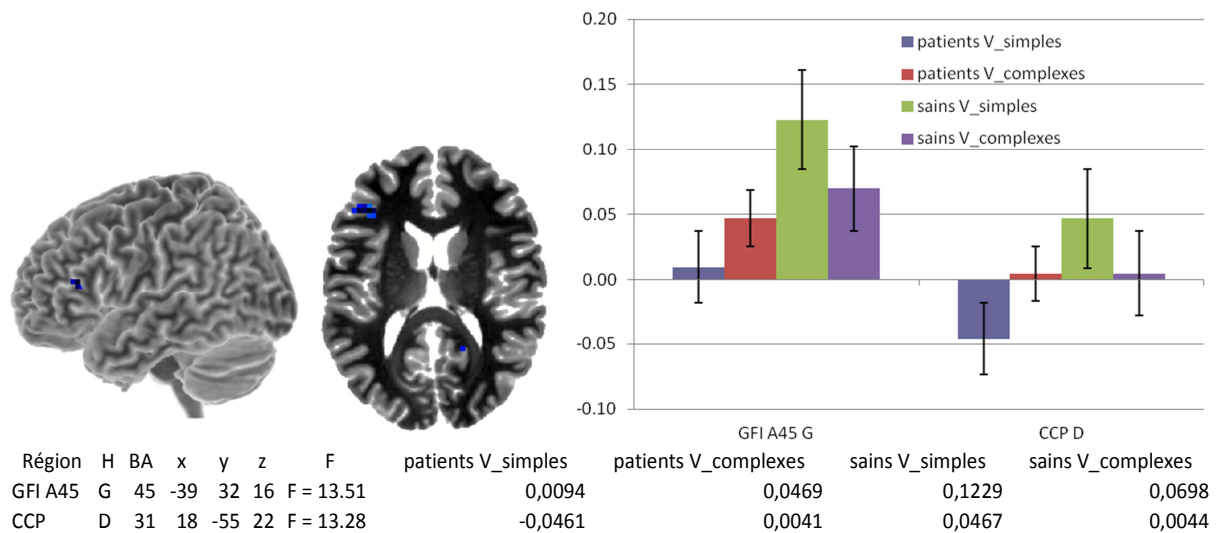 0.20
0.15
0.10
0.05
0.00
-0.05
-0.10
patients V_simples
patients V_complexes
sains V_simples
sains V_complexes
GFI A45 G CCP D
Région H BA x y z F patients V_simples patients V_complexes sains V_simples sains V_complexes
GFI A45 G 45 -39 32 16 F = 13.51 0,0094 0,0469 0,1229 0,0698
CCP D 31 18 -55 22 F = 13.28 -0,0461 0,0041 0,0467 0,0044